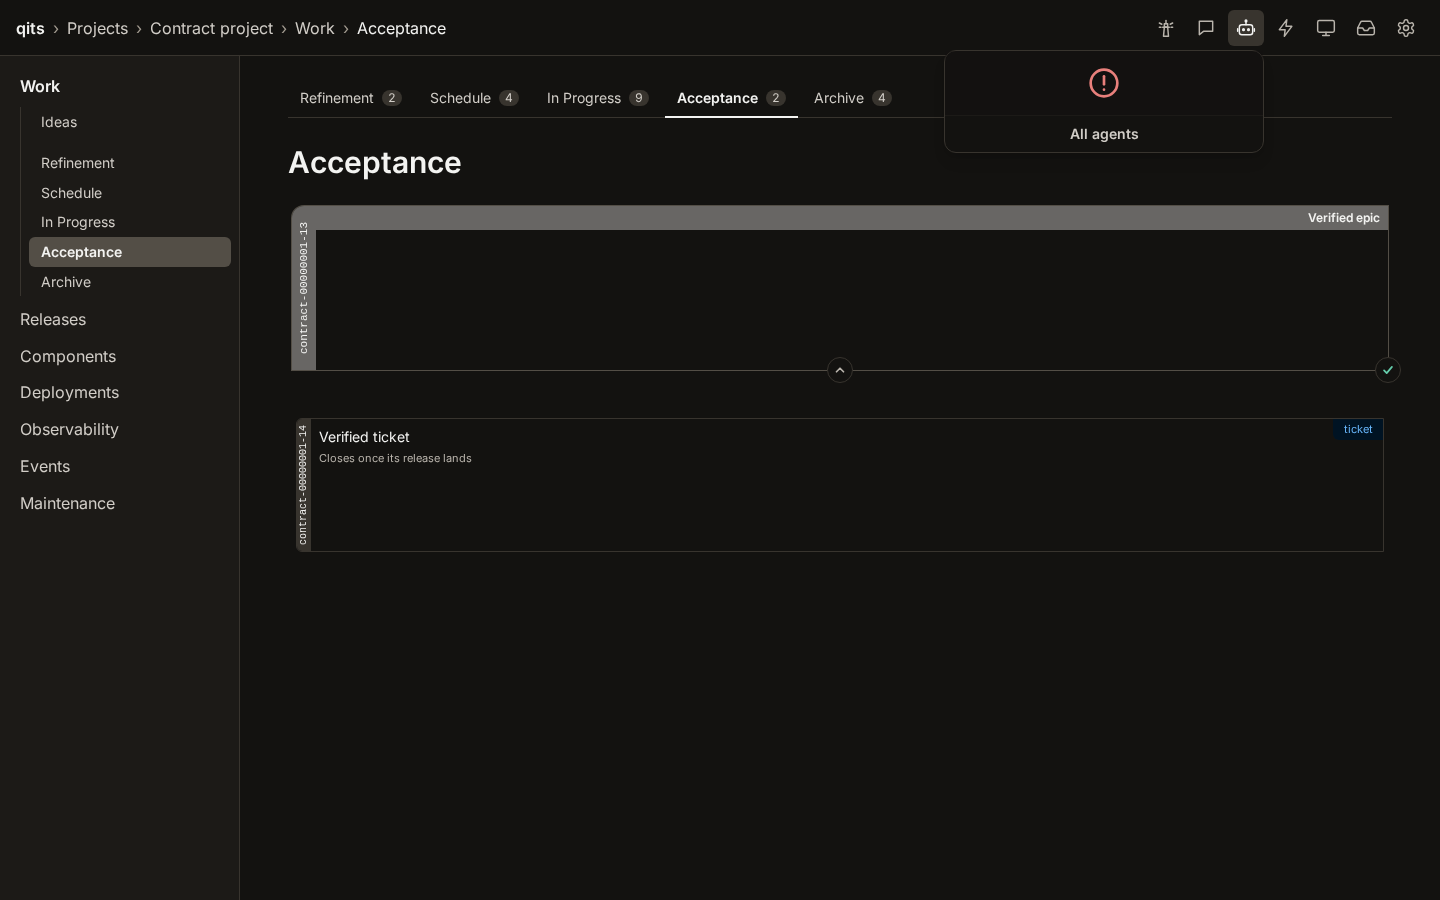 qits › Projects › Contract project › Work › Acceptance
Work
Ideas
Refinement
Schedule
In Progress
Acceptance
Archive
Releases
Components
Deployments
Observability
Events
Maintenance
Refinement 2
Schedule 4
In Progress 9
Acceptance 2
Archive 4
All agents
Acceptance
contract-00000001-13
Verified epic
contract-00000001-14
Verified ticket
ticket
Closes once its release lands